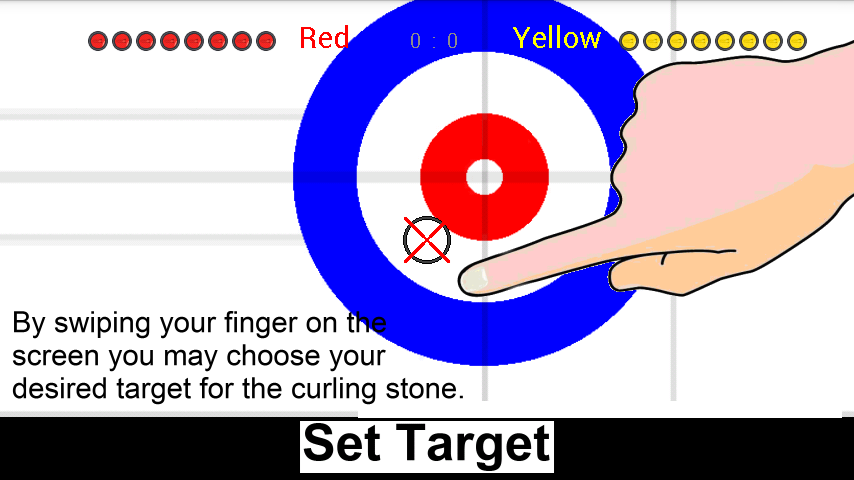 Red 0 : 0 Yellow
By swiping your finger on the
screen you may choose your
desired target for the curling stone.
Set Target